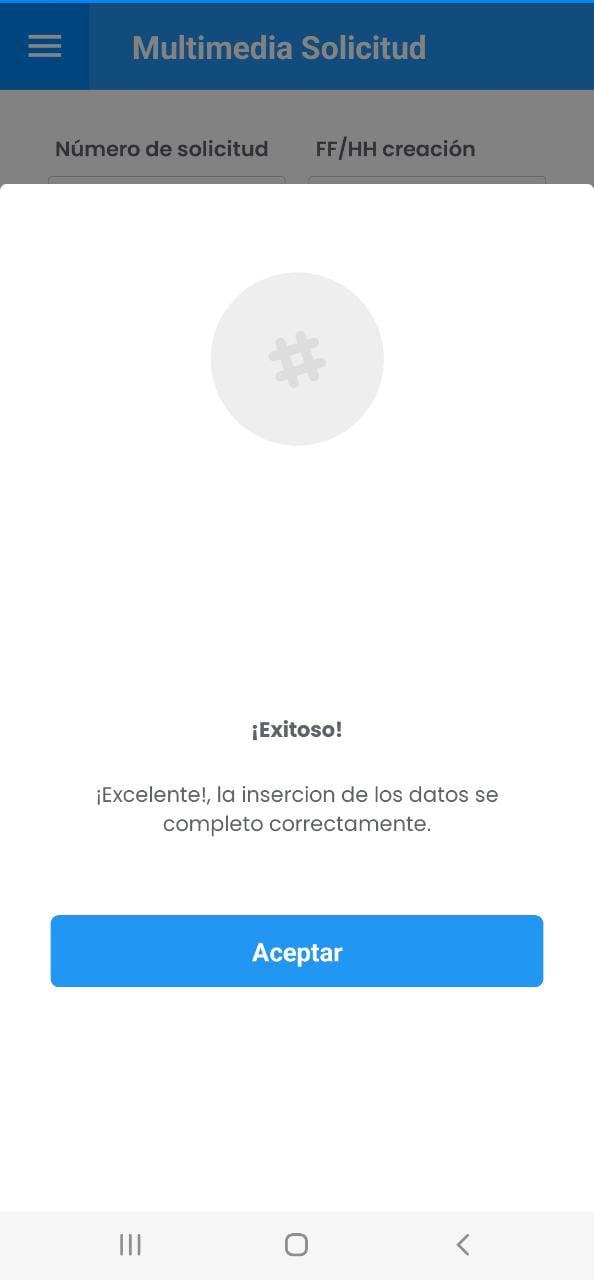 Multimedia Solicitud
Número de solicitud
FF/HH creación
#
¡Exitoso!
¡Excelente!, la insercion de los datos se
completo correctamente.
Aceptar